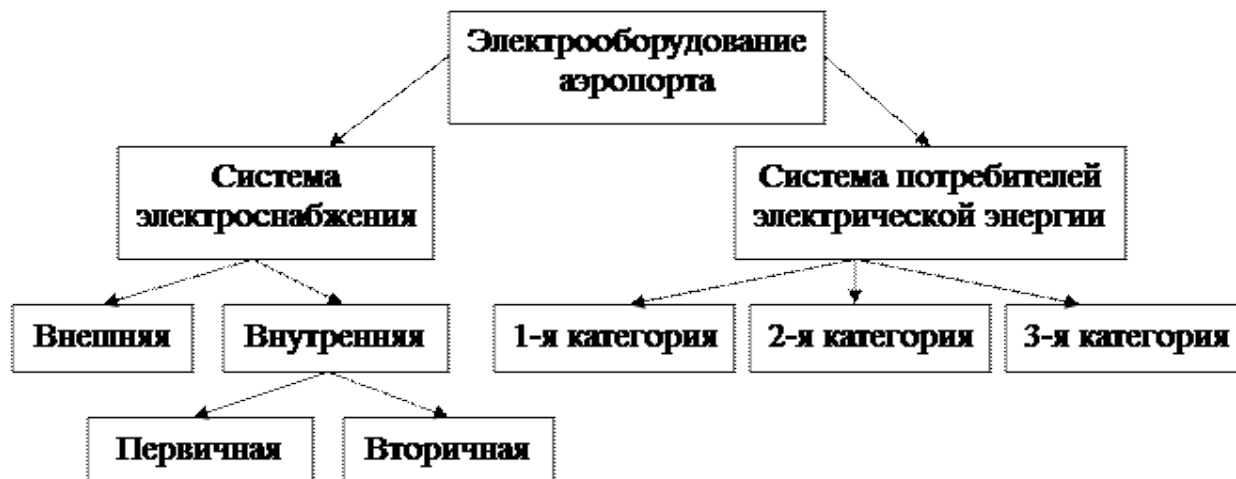 Электрооборудование
аэропорта
Система
электроснабжения
Система потребителей
электрической энергии
Внешняя
Внутренняя
1-я категория
2-я категория
3-я категория
Первичная
Вторичная